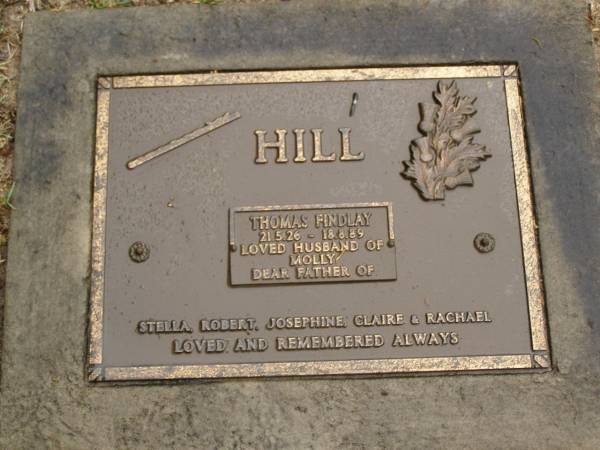 HILL
THOMAS FINDLAY
21.5.26 - 18.8.89
LOVED HUSBAND OF
MOLLY
DEAR FATHER OF
STELLA, ROBERT, JOSEPHINE, CLAIRE & RACHAEL
LOVED AND REMEMBERED ALWAYS